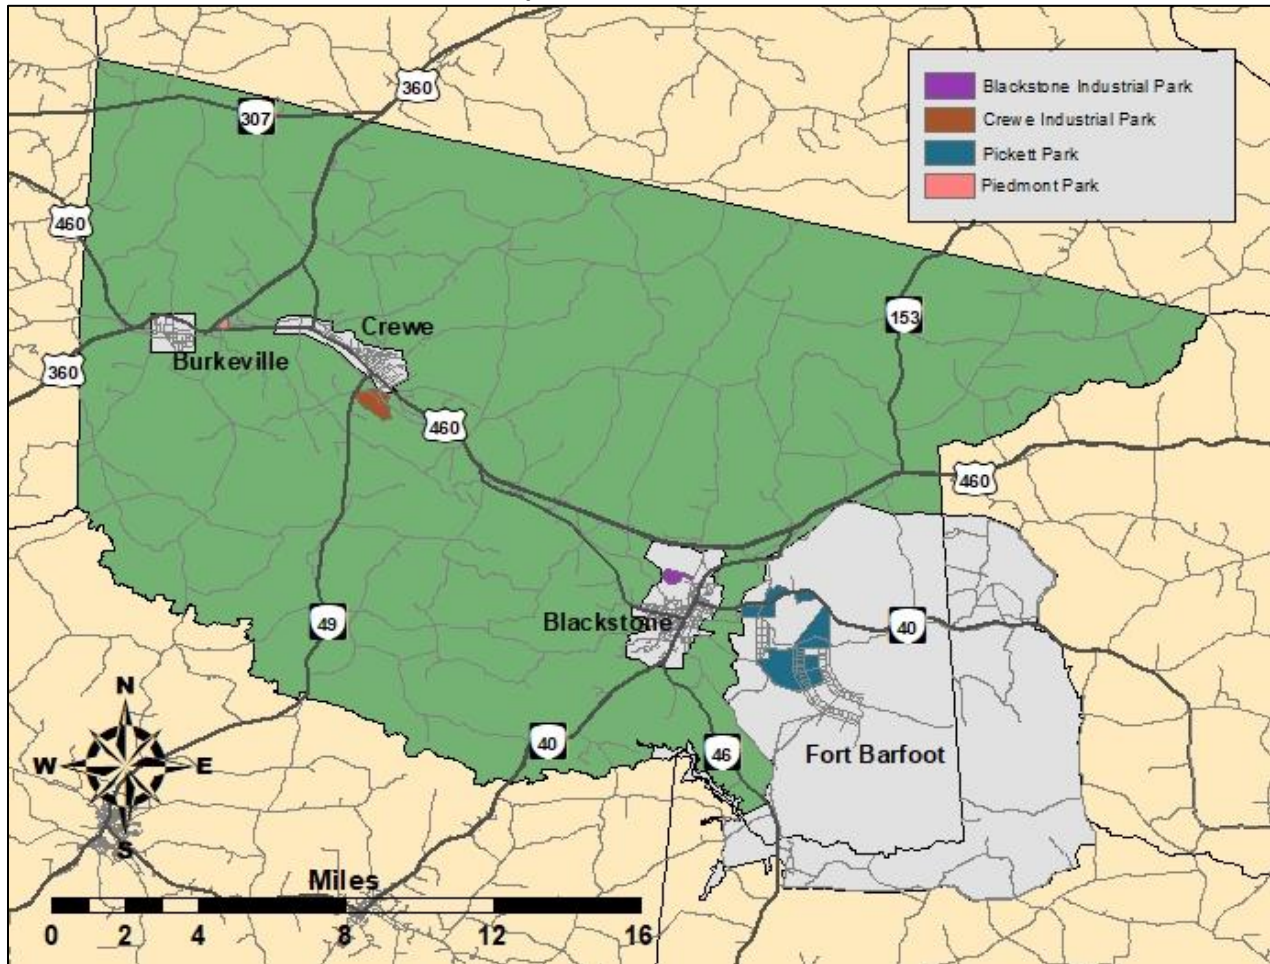 360
307
Blackstone Industrial Park
Crewe Industrial Park
Pickett Park
Piedmont Park
460
153
Crewe
Burkeville
360
460
460
Blackstone
49
40
N
W E
S
40
46
Fort Barfoot
Miles
0 2 4 8 12 16